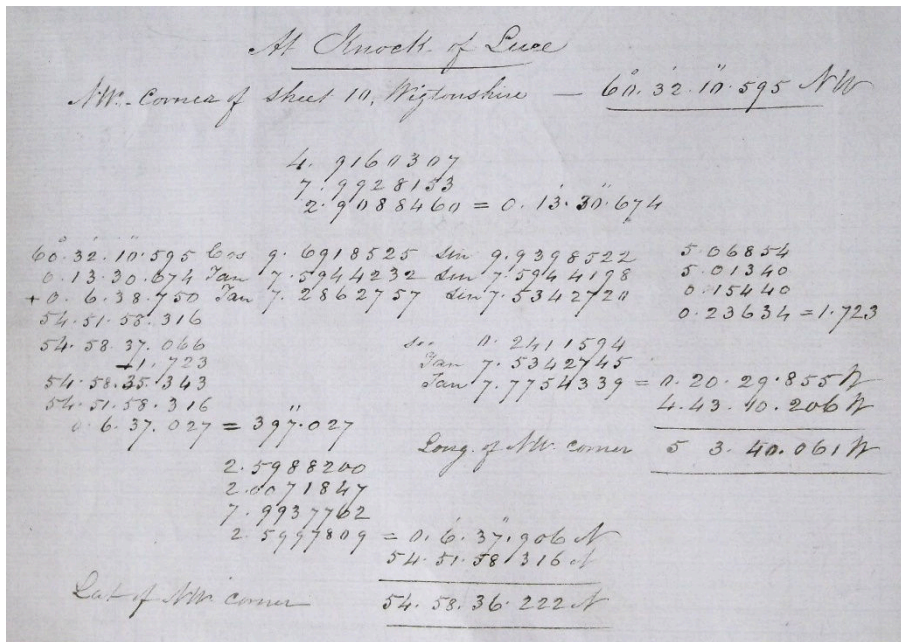 At Knock of Luce
NW. Corner of Sheet 10, Wigtonshire — 60°. 32'. 10". 595 NW
4. 9160307
7. 9928153
2. 9088460 = 0. 13'. 30". 674
60°. 32'. 10". 595 Cos 9. 6918525 Sin 9.9398522 5.06854
0. 13. 30. 674 Tan 7. 5944232 Sin 7. 5944198 5.01340
+0. 6. 38. 750 Tan 7. 2862757 Sin 7. 5342720 0.15440
54. 51. 58. 316 0. 23634 = 1.723
54. 58. 37. 066 sec 0. 2411594
-1. 723 Tan 7. 5342745
54. 58. 35. 343 Tan 7. 7754339 = 0. 20. 29. 855 W
54. 51. 58. 316 4. 43. 10. 206 W
0. 6. 37. 027 = 397". 027
Long. of NW. corner 5 3. 40. 061 W
2. 5988200
2. 0071847
7. 9937762
2. 5997809 = 0. 6'. 37". 906 N
54. 51. 58. 316 N
Lat of NW corner 54. 58. 36. 222 N